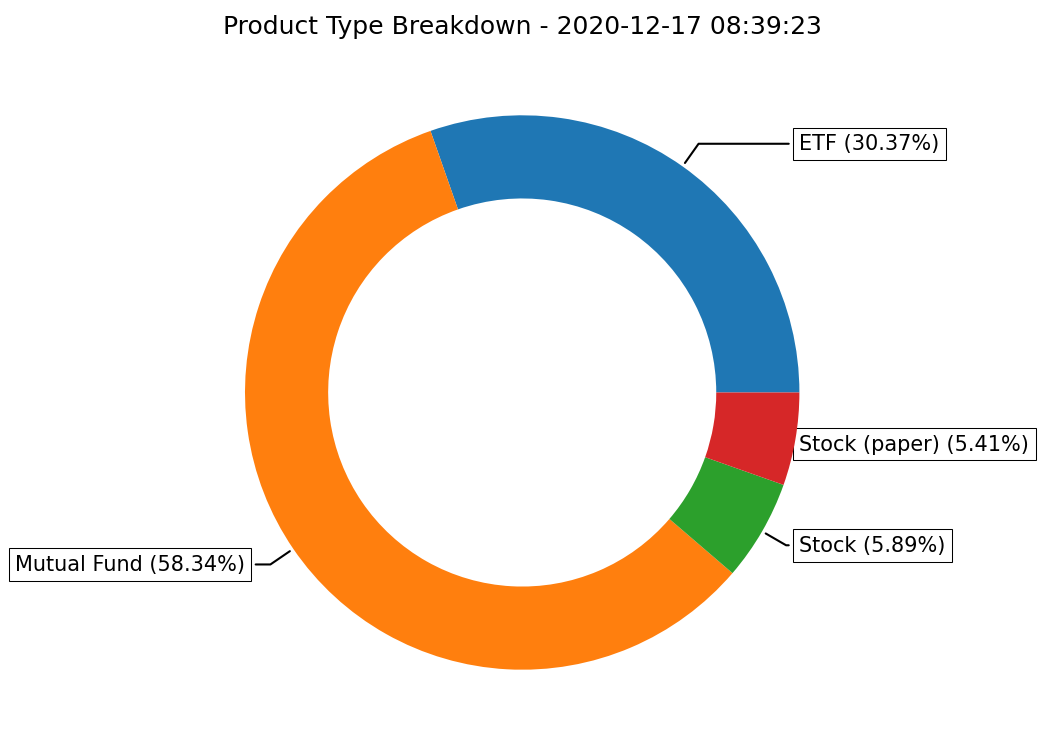 Product Type Breakdown - 2020-12-17 08:39:23
ETF (30.37%)
Stock (paper) (5.41%)
Stock (5.89%)
Mutual Fund (58.34%)